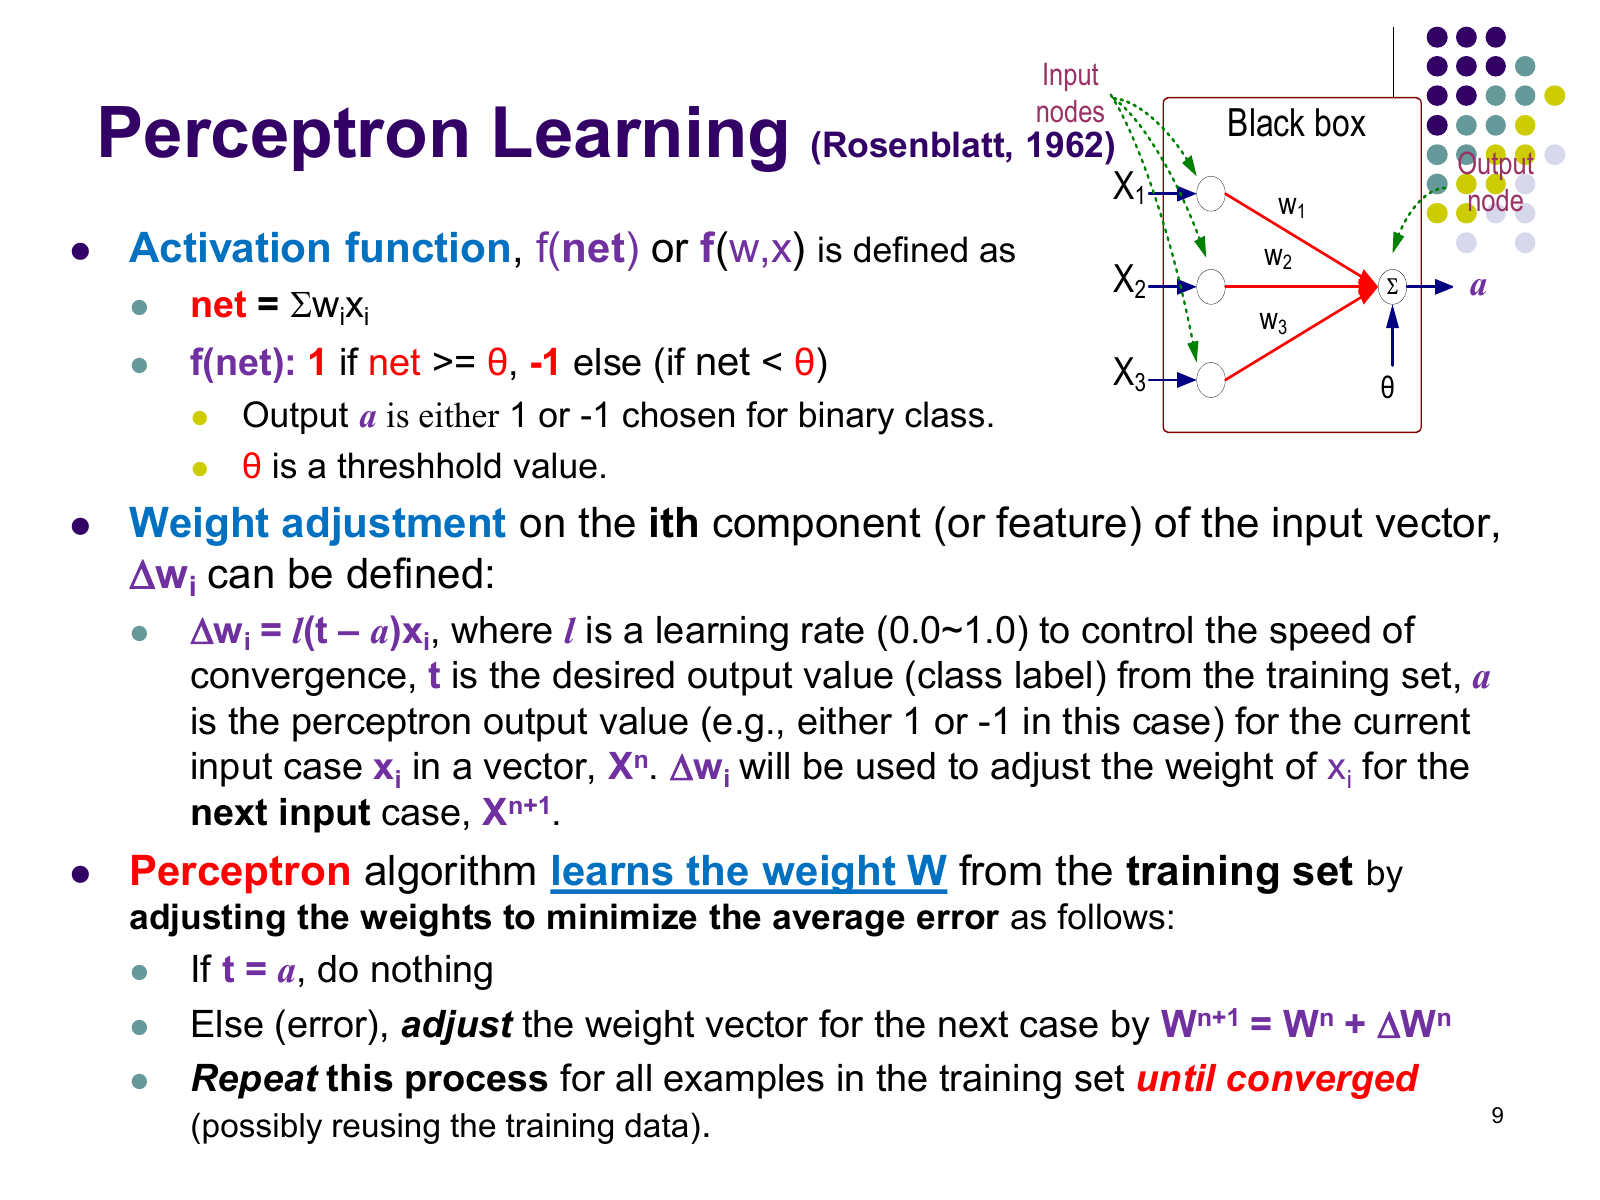 Perceptron Learning (Rosenblatt, 1962)
Input
nodes
Black box
Output
node
X1
w1
w2
X2
Σ
a
w3
X3
θ
Activation function, f(net) or f(w,x) is defined as
net = Σwixi
f(net): 1 if net >= θ, -1 else (if net < θ)
Output a is either 1 or -1 chosen for binary class.
θ is a threshhold value.
Weight adjustment on the ith component (or feature) of the input vector,
Δwi can be defined:
Δwi = l(t – a)xi, where l is a learning rate (0.0~1.0) to control the speed of
convergence, t is the desired output value (class label) from the training set, a
is the perceptron output value (e.g., either 1 or -1 in this case) for the current
input case xi in a vector, Xⁿ. Δwi will be used to adjust the weight of xi for the
next input case, Xⁿ⁺¹.
Perceptron algorithm learns the weight W from the training set by
adjusting the weights to minimize the average error as follows:
If t = a, do nothing
Else (error), adjust the weight vector for the next case by Wⁿ⁺¹ = Wⁿ + ΔWⁿ
Repeat this process for all examples in the training set until converged
(possibly reusing the training data).
9